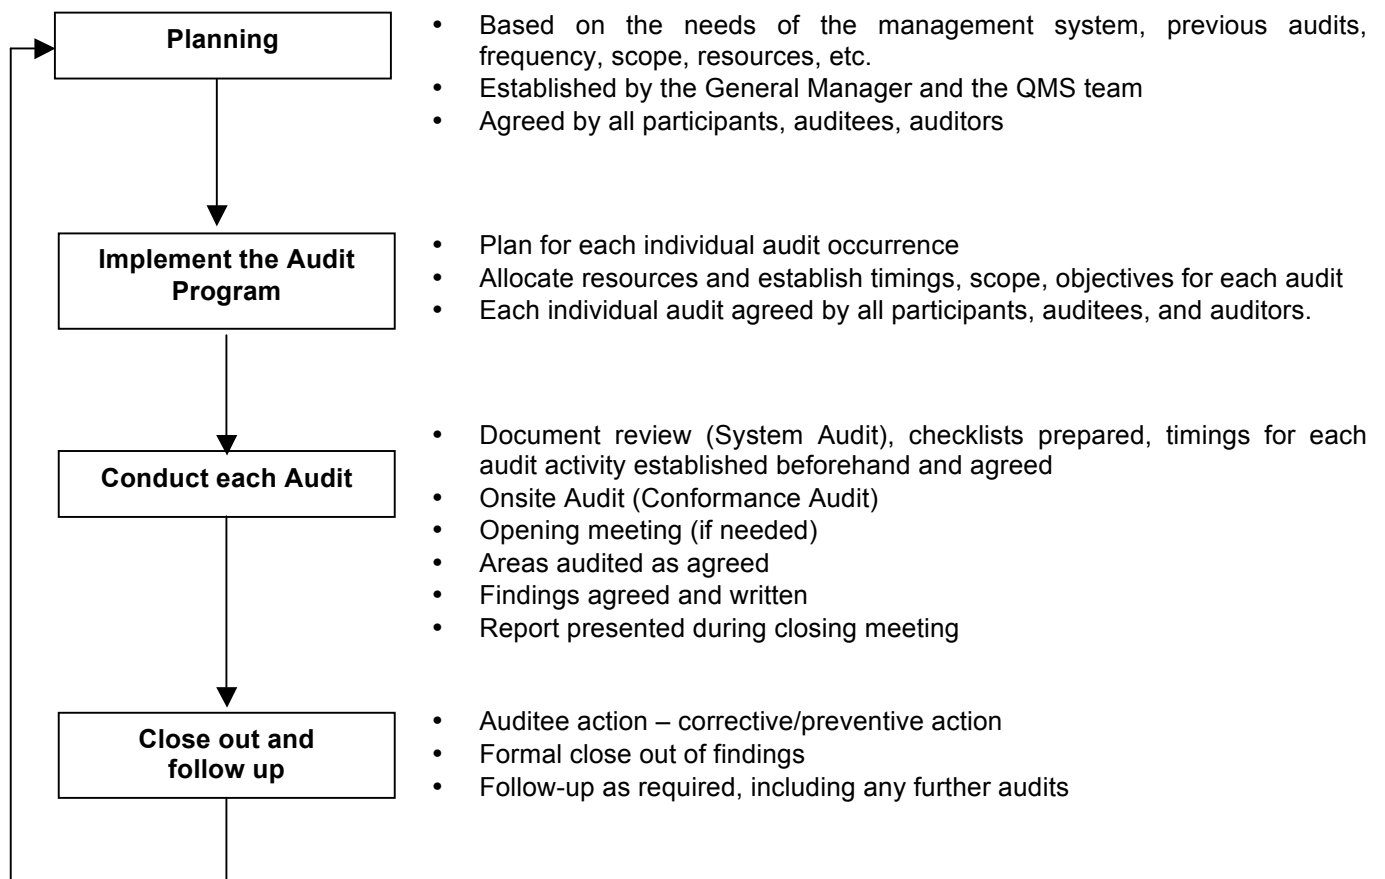 Planning
• Based on the needs of the management system, previous audits,
frequency, scope, resources, etc.
• Established by the General Manager and the QMS team
• Agreed by all participants, auditees, auditors
Implement the Audit
Program
• Plan for each individual audit occurrence
• Allocate resources and establish timings, scope, objectives for each audit
• Each individual audit agreed by all participants, auditees, and auditors.
Conduct each Audit
• Document review (System Audit), checklists prepared, timings for each
audit activity established beforehand and agreed
• Onsite Audit (Conformance Audit)
• Opening meeting (if needed)
• Areas audited as agreed
• Findings agreed and written
• Report presented during closing meeting
Close out and
follow up
• Auditee action – corrective/preventive action
• Formal close out of findings
• Follow-up as required, including any further audits